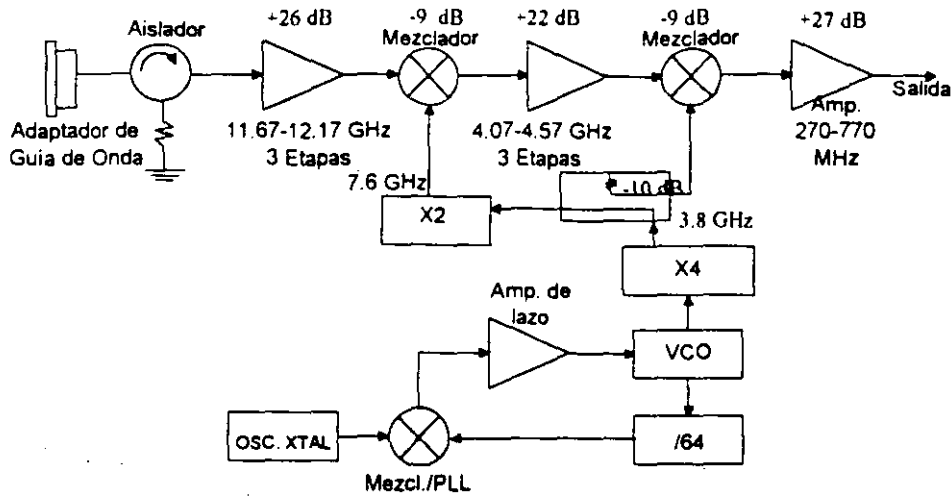 +26 dB
-9 dB
+22 dB
-9 dB
+27 dB
Aislador
Mezclador
Mezclador
Salida
Adaptador de
Guia de Onda
11.67-12.17 GHz
3 Etapas
4.07-4.57 GHz
3 Etapas
Amp.
270-770
MHz
7.6 GHz
-10 dB
X2
3.8 GHz
X4
Amp. de
lazo
VCO
OSC. XTAL
/64
Mezcl./PLL